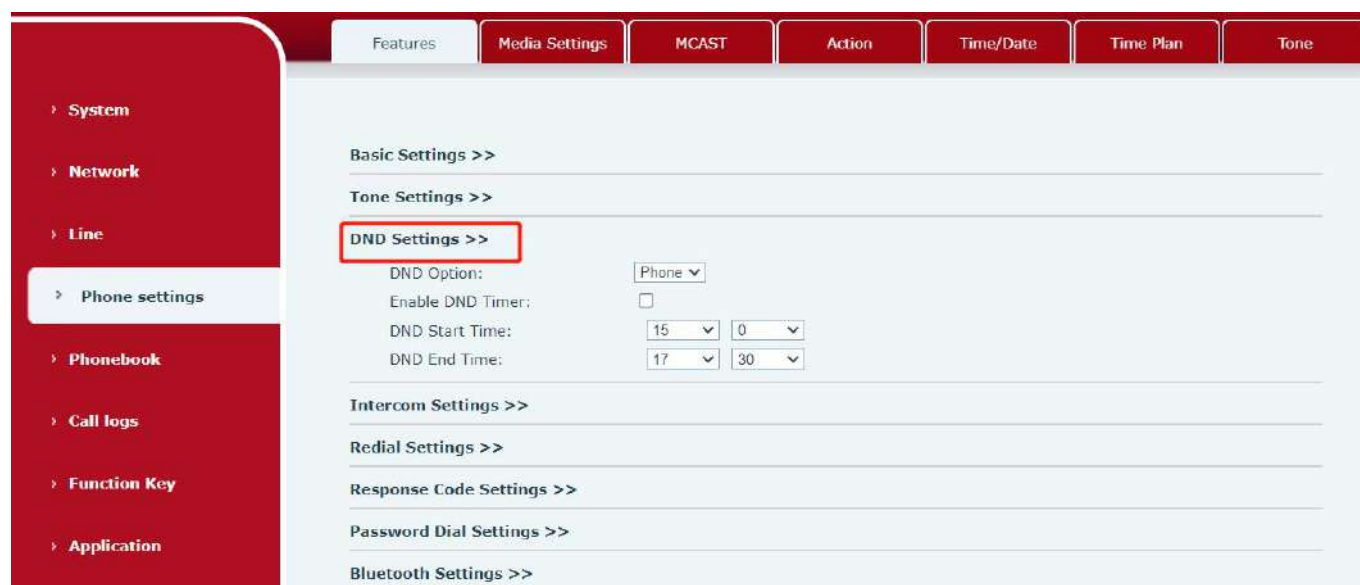 Features Media Settings MCAST Action Time/Date Time Plan Tone
› System
› Network
› Line
› Phone settings
› Phonebook
› Call logs
› Function Key
› Application
Basic Settings >>
Tone Settings >>
DND Settings >>
DND Option: Phone
Enable DND Timer:
DND Start Time: 15 0
DND End Time: 17 30
Intercom Settings >>
Redial Settings >>
Response Code Settings >>
Password Dial Settings >>
Bluetooth Settings >>